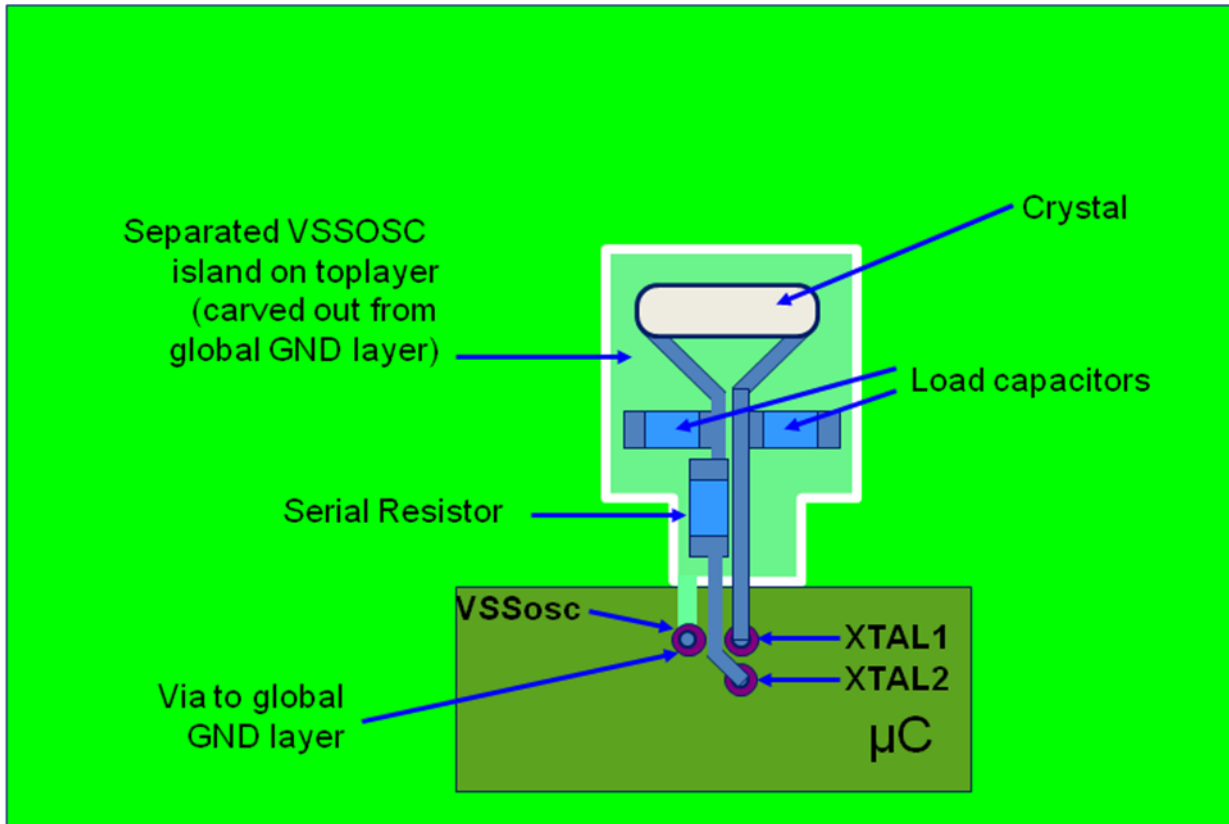 Crystal
Separated VSSOSC
island on toplayer
(carved out from
global GND layer)
Load capacitors
Serial Resistor
VSSosc
XTAL1
XTAL2
Via to global
GND layer
µC